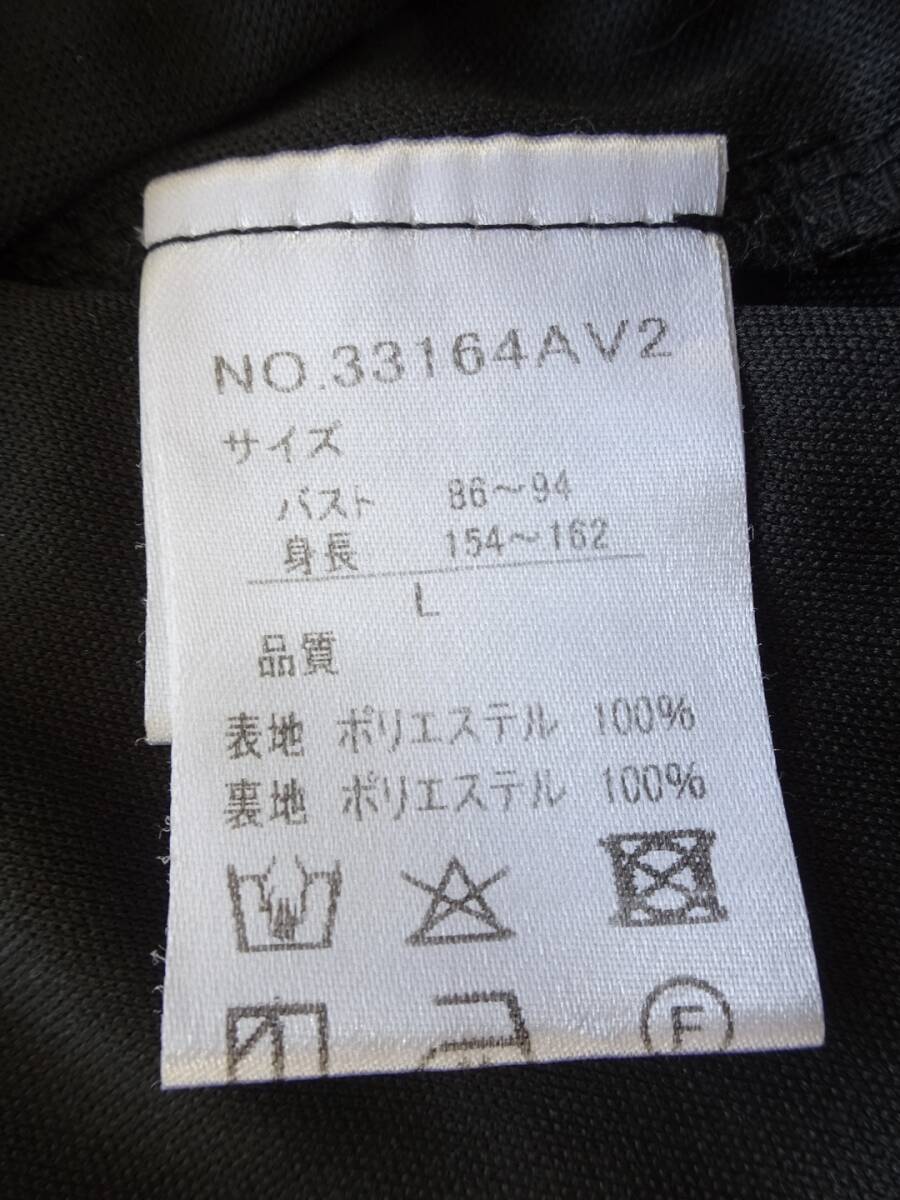 NO.33164AV2
サイズ
バスト 86～94
身長 154～162
L
品質
表地 ポリエステル 100%
裏地 ポリエステル 100%
F